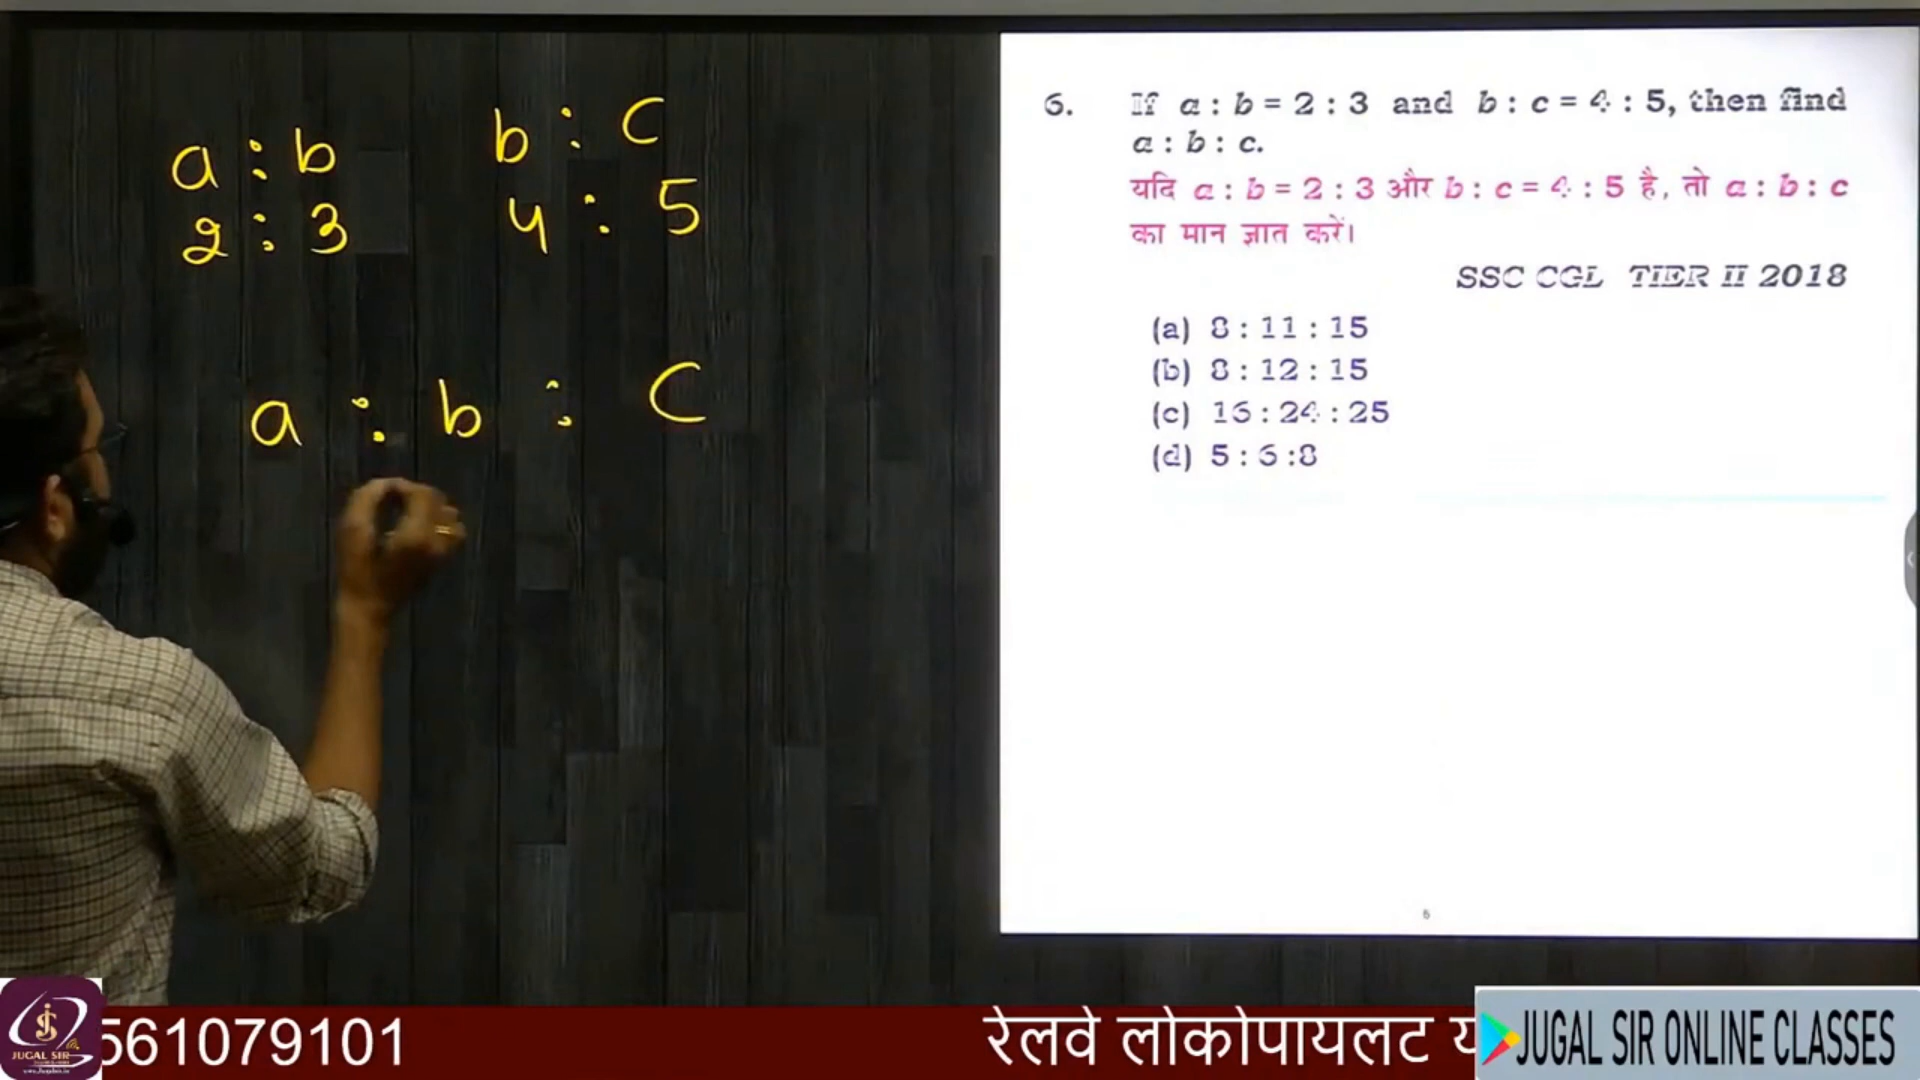 a : b
b : c
2 : 3
4 : 5
a : b : c
6. If a : b = 2 : 3 and b : c = 4 : 5, then find
a : b : c.
यदि a : b = 2 : 3 और b : c = 4 : 5 है, तो a : b : c
का मान ज्ञात करें।
SSC CGL TIER II 2018
(a) 8 : 11 : 15
(b) 8 : 12 : 15
(c) 16 : 24 : 25
(d) 5 : 6 :8
6
JUGAL SIR
561079101
रेलवे लोकोपायलट
JUGAL SIR ONLINE CLASSES